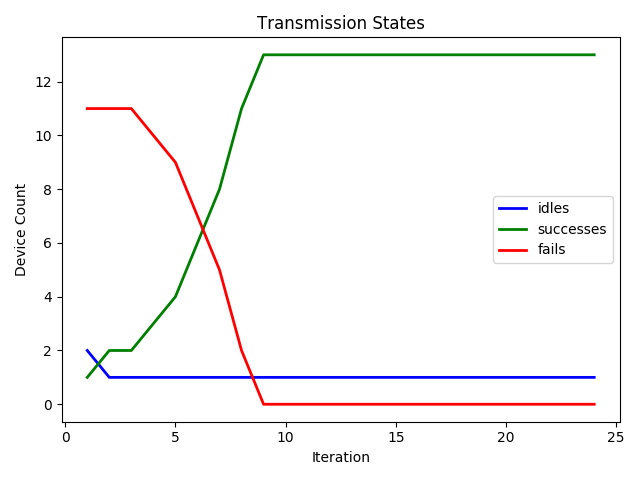 Transmission States
Device Count
12
10
8
6
4
2
0
idles
successes
fails
0 5 10 15 20 25
Iteration